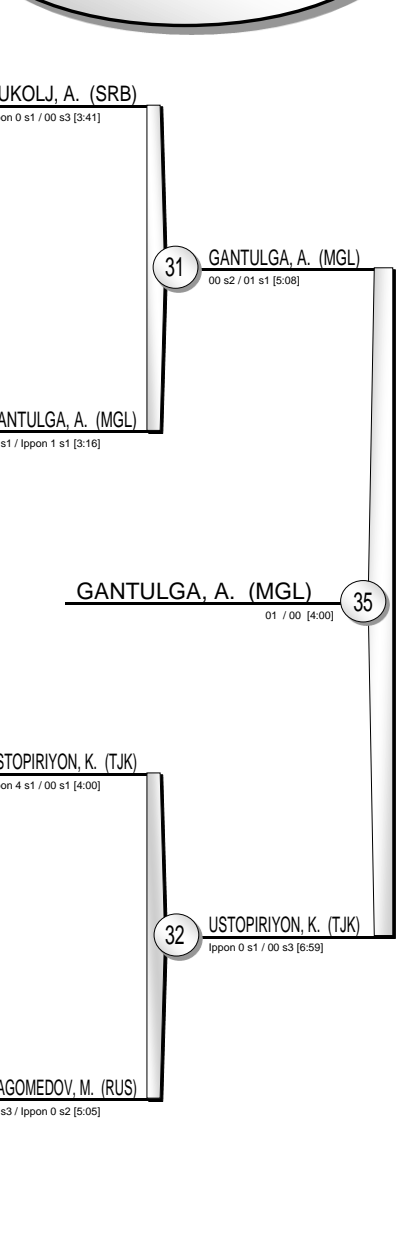 UKOLJ, A. (SRB)
on 0 s1 / 00 s3 [3:41]
31
GANTULGA, A. (MGL)
00 s2 / 01 s1 [5:08]
ANTULGA, A. (MGL)
s1 / Ippon 1 s1 [3:16]
GANTULGA, A. (MGL)
35
01 / 00 [4:00]
STOPIRIYON, K. (TJK)
on 4 s1 / 00 s1 [4:00]
32
USTOPIRIYON, K. (TJK)
Ippon 0 s1 / 00 s3 [6:59]
AGOMEDOV, M. (RUS)
s3 / Ippon 0 s2 [5:05]